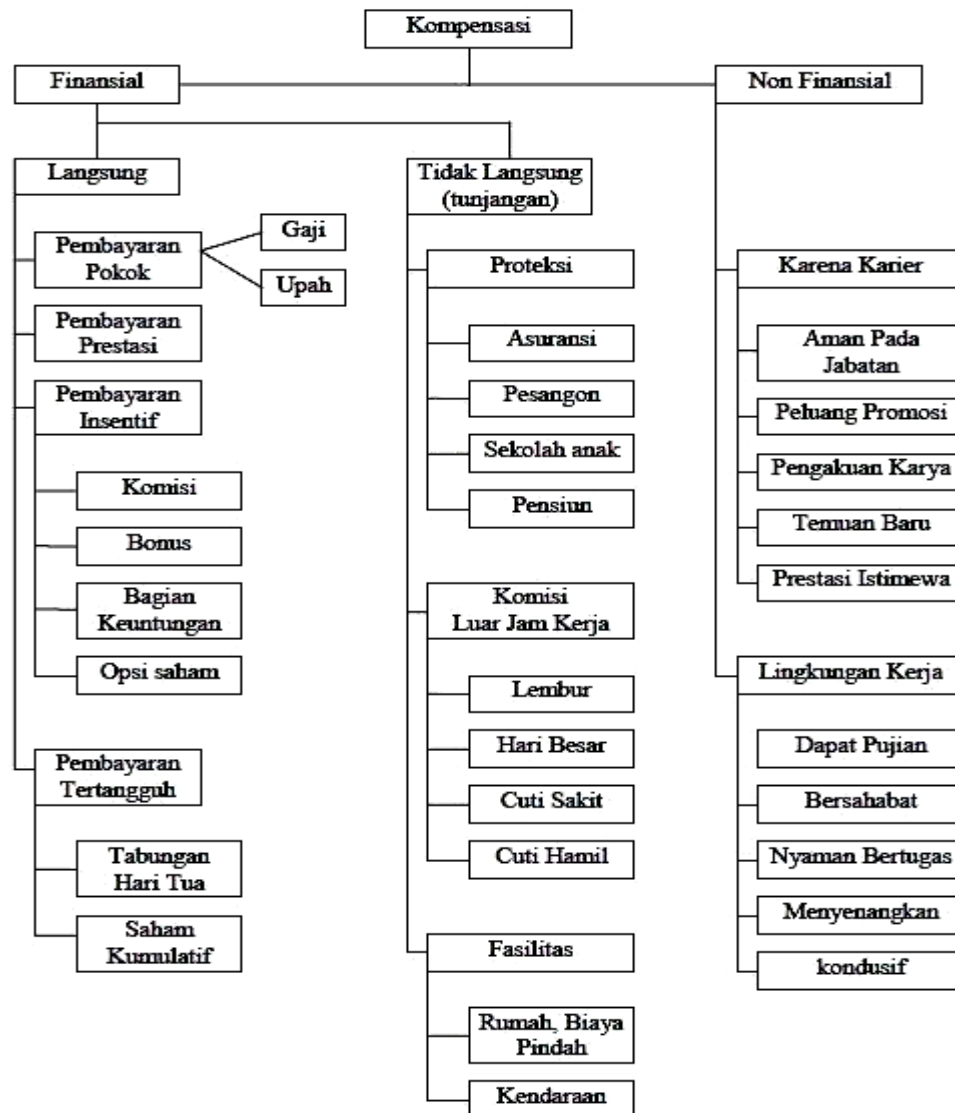 Kompensasi
Finansial
Non Finansial
Langsung
Tidak Langsung
(tunjangan)
Pembayaran
Pokok
Gaji
Upah
Pembayaran
Prestasi
Pembayaran
Insentif
Komisi
Bonus
Bagian
Keuntungan
Opsi saham
Pembayaran
Tertangguh
Tabungan
Hari Tua
Saham
Kumulatif
Proteksi
Asuransi
Pesangon
Sekolah anak
Pensiun
Komisi
Luar Jam Kerja
Lembur
Hari Besar
Cuti Sakit
Cuti Hamil
Fasilitas
Rumah, Biaya
Pindah
Kendaraan
Karena Karier
Aman Pada
Jabatan
Peluang Promosi
Pengakuan Karya
Temuan Baru
Prestasi Istimewa
Lingkungan Kerja
Dapat Pujian
Bersahabat
Nyaman Bertugas
Menyenangkan
kondusif